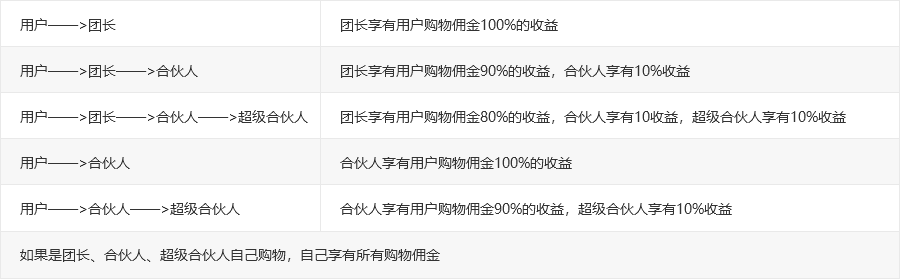 用户——>团长 团长享有用户购物佣金100%的收益
用户——>团长——>合伙人 团长享有用户购物佣金90%的收益，合伙人享有10%收益
用户——>团长——>合伙人——>超级合伙人 团长享有用户购物佣金80%的收益，合伙人享有10收益，超级合伙人享有10%收益
用户——>合伙人 合伙人享有用户购物佣金100%的收益
用户——>合伙人——>超级合伙人 合伙人享有用户购物佣金90%的收益，超级合伙人享有10%收益
如果是团长、合伙人、超级合伙人自己购物，自己享有所有购物佣金